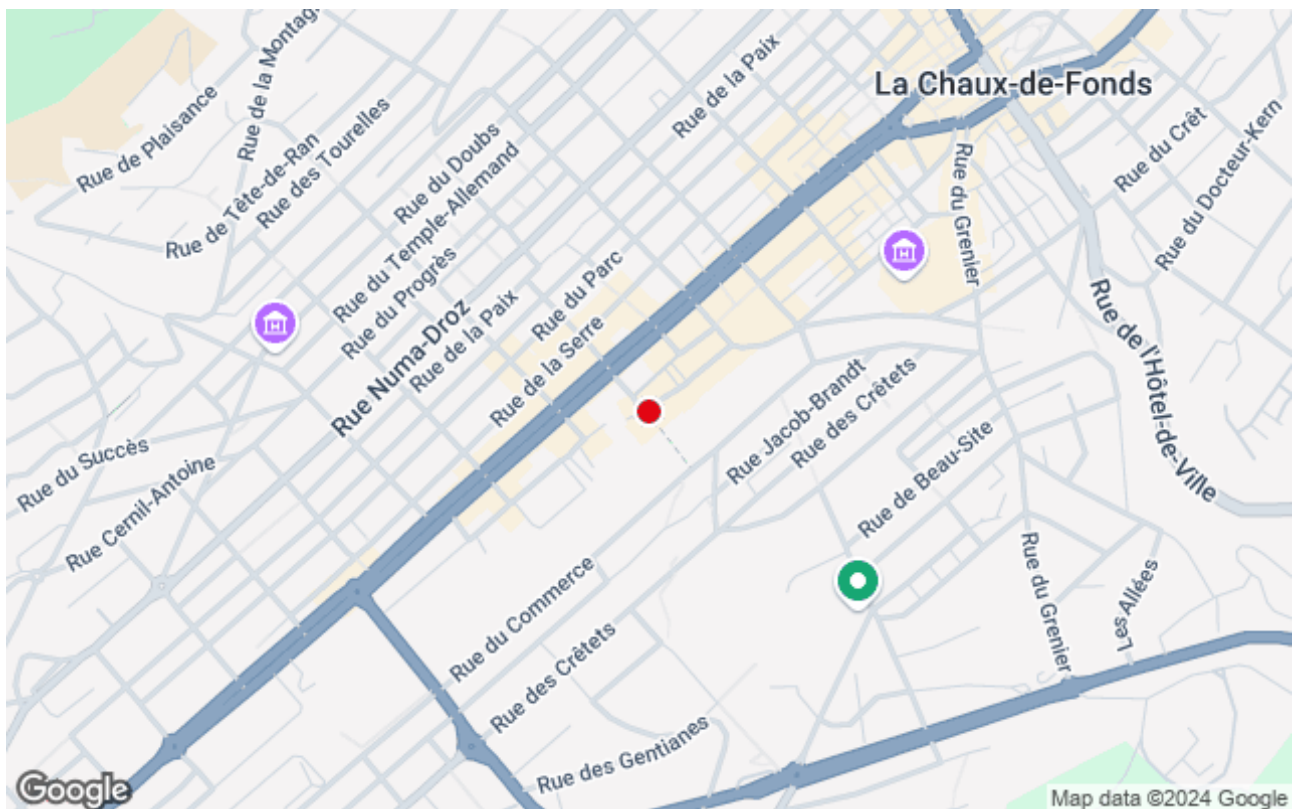 Rue de la Montagn
Rue de la Paix
La Chaux-de-Fonds
Rue de Plaisance
Rue des Tourelles
Rue de Tête-de-Ran
Rue du Doubs
Rue du Temple-Allemand
Rue du Progrès
Rue de la Paix
Rue du Parc
Rue de la Serre
Rue Numa-Droz
Rue du Grenier
Rue du Crêt
Rue du Docteur-Kern
Rue de l'Hôtel-de-Ville
H
H
Rue du Succès
Rue Cernil-Antoine
Rue Jacob-Brandt
Rue des Crêtets
Rue de Beau-Site
Rue du Commerce
Rue des Crêtets
Rue du Grenier
Les Allées
Rue des Gentianes
Google
Map data ©2024 Google